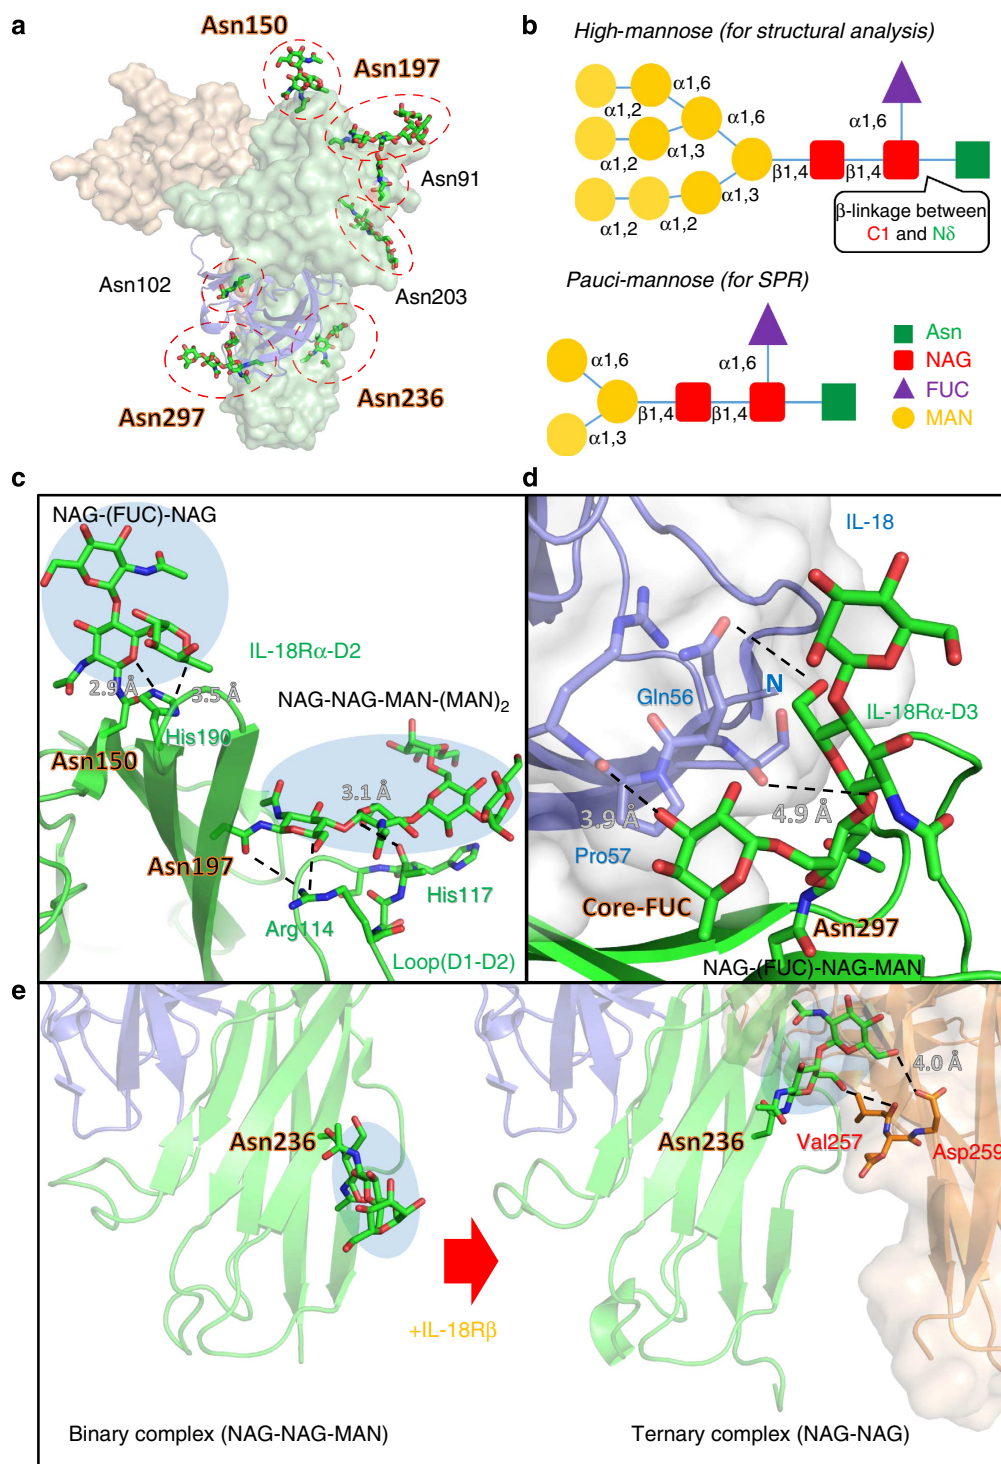 a
Asn150
Asn197
Asn91
Asn102
Asn203
Asn297
Asn236
b
High-mannose (for structural analysis)
α1,6
α1,2
α1,6
α1,6
α1,3
α1,2
β1,4
β1,4
α1,3
α1,2
α1,2
β-linkage between
C1 and Nδ
Pauci-mannose (for SPR)
α1,6
α1,6
β1,4
β1,4
α1,3
Asn
NAG
FUC
MAN
c
NAG-(FUC)-NAG
IL-18Rα-D2
2.9 Å
3.5 Å
NAG-NAG-MAN-(MAN)2
His190
Asn150
3.1 Å
Asn197
His117
Arg114
Loop(D1-D2)
d
IL-18
Gln56
N
IL-18Rα-D3
3.9 Å
4.9 Å
Pro57
Core-FUC
Asn297
NAG-(FUC)-NAG-MAN
e
Asn236
+IL-18Rβ
Binary complex (NAG-NAG-MAN)
4.0 Å
Asn236
Val257
Asp259
Ternary complex (NAG-NAG)